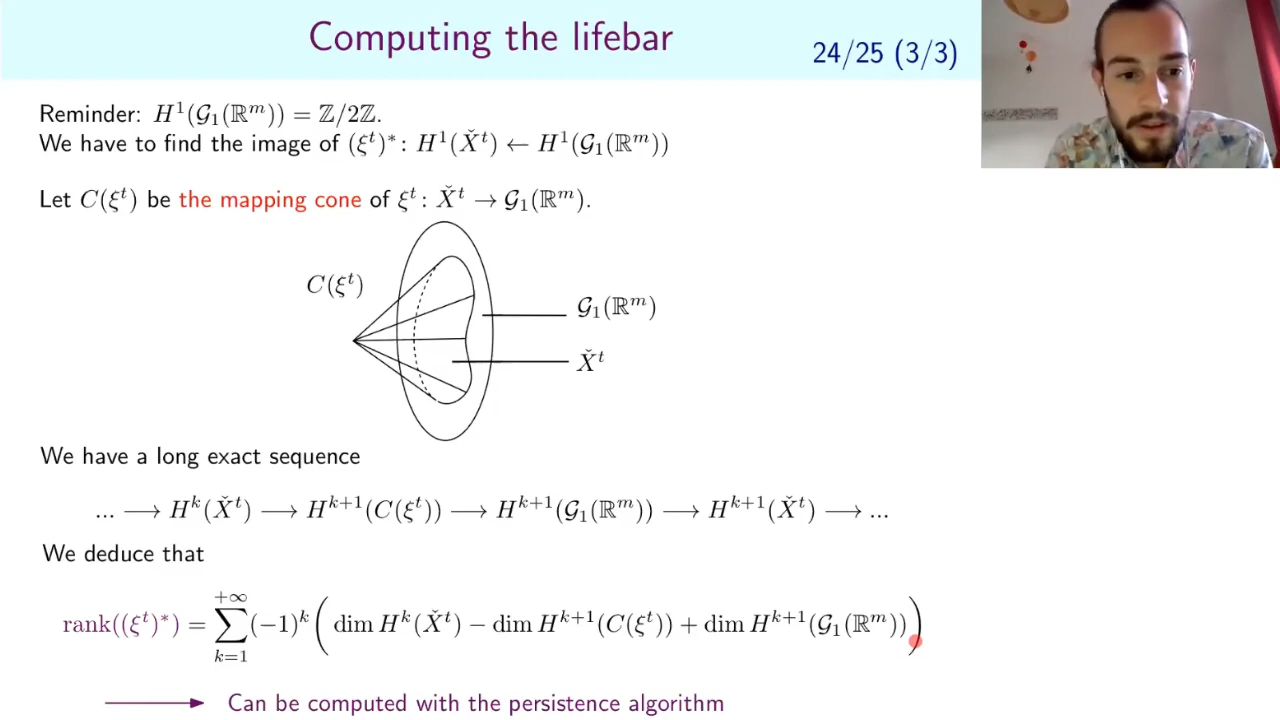 Computing the lifebar
24/25 (3/3)
Reminder: H¹(𝒢₁(ℝᵐ)) = ℤ/2ℤ.
We have to find the image of (ξᵗ)*: H¹(X̌ᵗ) ← H¹(𝒢₁(ℝᵐ))
Let C(ξᵗ) be the mapping cone of ξᵗ: X̌ᵗ → 𝒢₁(ℝᵐ).
C(ξᵗ)
𝒢₁(ℝᵐ)
X̌ᵗ
We have a long exact sequence
... ⟶ Hᵏ(X̌ᵗ) ⟶ Hᵏ⁺¹(C(ξᵗ)) ⟶ Hᵏ⁺¹(𝒢₁(ℝᵐ)) ⟶ Hᵏ⁺¹(X̌ᵗ) ⟶ ...
We deduce that
rank((ξᵗ)*) = ∑_{k=1}^{+∞} (−1)ᵏ ( dim Hᵏ(X̌ᵗ) − dim Hᵏ⁺¹(C(ξᵗ)) + dim Hᵏ⁺¹(𝒢₁(ℝᵐ)) )
⟶ Can be computed with the persistence algorithm